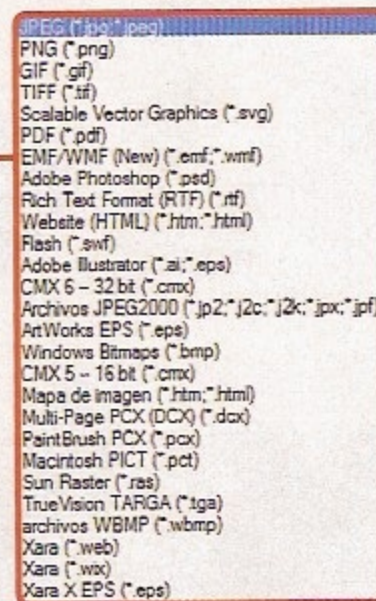 JPEG (*.jpg;*.jpeg)
PNG (*.png)
GIF (*.gif)
TIFF (*.tif)
Scalable Vector Graphics (*.svg)
PDF (*.pdf)
EMF/WMF (New) (*.emf;*.wmf)
Adobe Photoshop (*.psd)
Rich Text Format (RTF) (*.rtf)
Website (HTML) (*.htm;*.html)
Flash (*.swf)
Adobe Illustrator (*.ai;*.eps)
CMX 6 – 32 bit (*.cmx)
Archivos JPEG2000 (*.jp2;*.j2c;*.j2k;*.jpx;*.jpf)
ArtWorks EPS (*.eps)
Windows Bitmaps (*.bmp)
CMX 5 – 16 bit (*.cmx)
Mapa de imagen (*.htm;*.html)
Multi-Page PCX (DCX) (*.dcx)
PaintBrush PCX (*.pcx)
Macintosh PICT (*.pct)
Sun Raster (*.ras)
TrueVision TARGA (*.tga)
archivos WBMP (*.wbmp)
Xara (*.web)
Xara (*.wix)
Xara X EPS (*.eps)